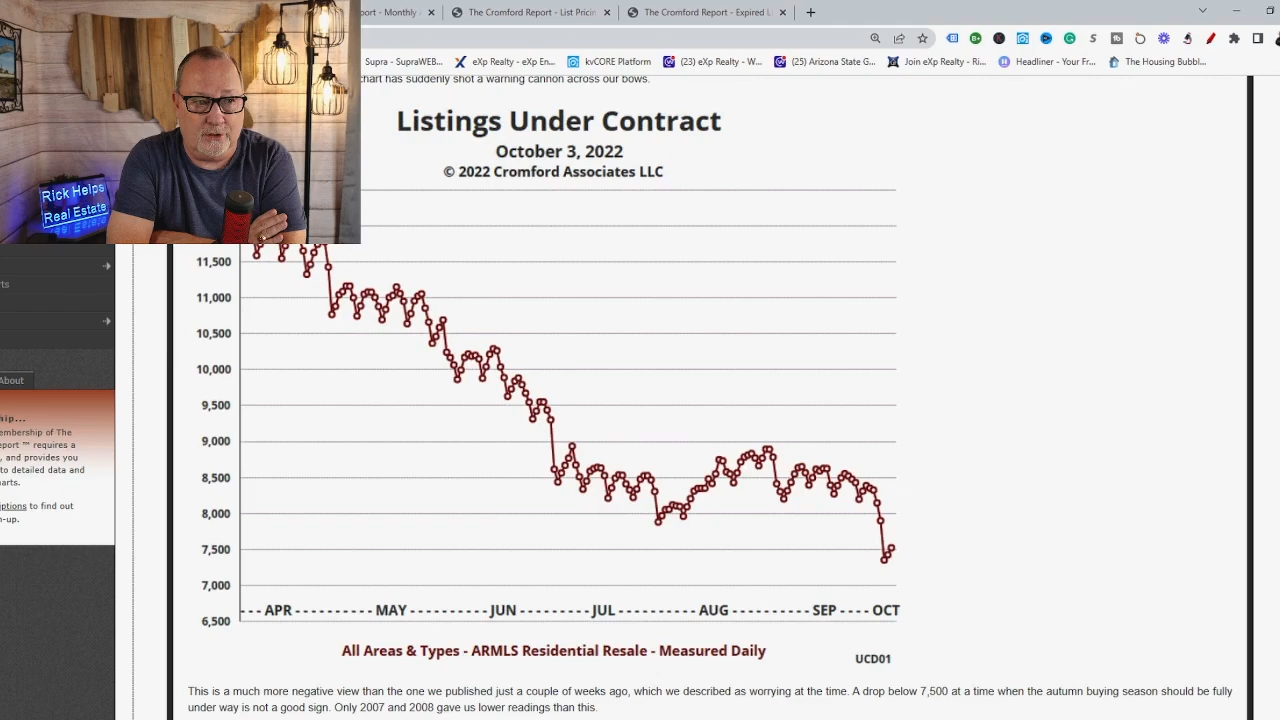 port - Monthly
The Cromford Report - List Pricin
The Cromford Report - Expired L
Supra - SupraWEB...
eXp Realty - eXp En...
kvCORE Platform
(23) eXp Realty - W...
(25) Arizona State G...
Join eXp Realty - Ri...
Headliner - Your Fr...
The Housing Bubbl...
chart has suddenly shot a warning cannon across our bows.
Listings Under Contract
October 3, 2022
© 2022 Cromford Associates LLC
Rick Helps
Real Estate
11,500
11,000
10,500
10,000
9,500
9,000
8,500
8,000
7,500
7,000
6,500
APR
MAY
JUN
JUL
AUG
SEP
OCT
All Areas & Types - ARMLS Residential Resale - Measured Daily
UCD01
rts
About
hip...
embership of The
eport ™ requires a
, and provides you
to detailed data and
arts.
iptions to find out
n-up.
This is a much more negative view than the one we published just a couple of weeks ago, which we described as worrying at the time. A drop below 7,500 at a time when the autumn buying season should be fully
under way is not a good sign. Only 2007 and 2008 gave us lower readings than this.